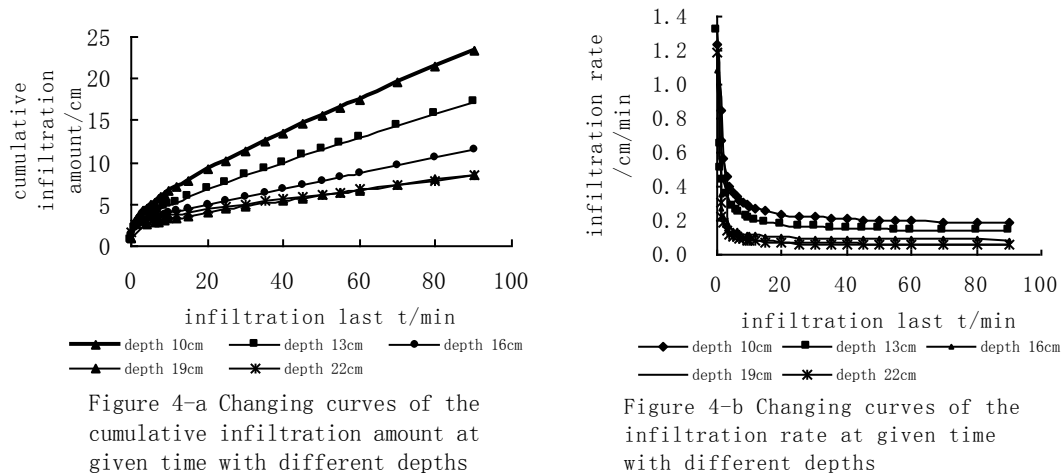 cumulative
infiltration
amount/cm
25
20
15
10
5
0
0 20 40 60 80 100
infiltration last t/min
depth 10cm depth 13cm depth 16cm
depth 19cm depth 22cm
Figure 4-a Changing curves of the
cumulative infiltration amount at
given time with different depths
infiltration rate
/cm/min
1.4
1.4
1.2
1.0
0.8
0.6
0.4
0.2
0.0
0 20 40 60 80 100
infiltration last t/min
depth 10cm depth 13cm depth 16cm
depth 19cm depth 22cm
Figure 4-b Changing curves of the
infiltration rate at given time
with different depths